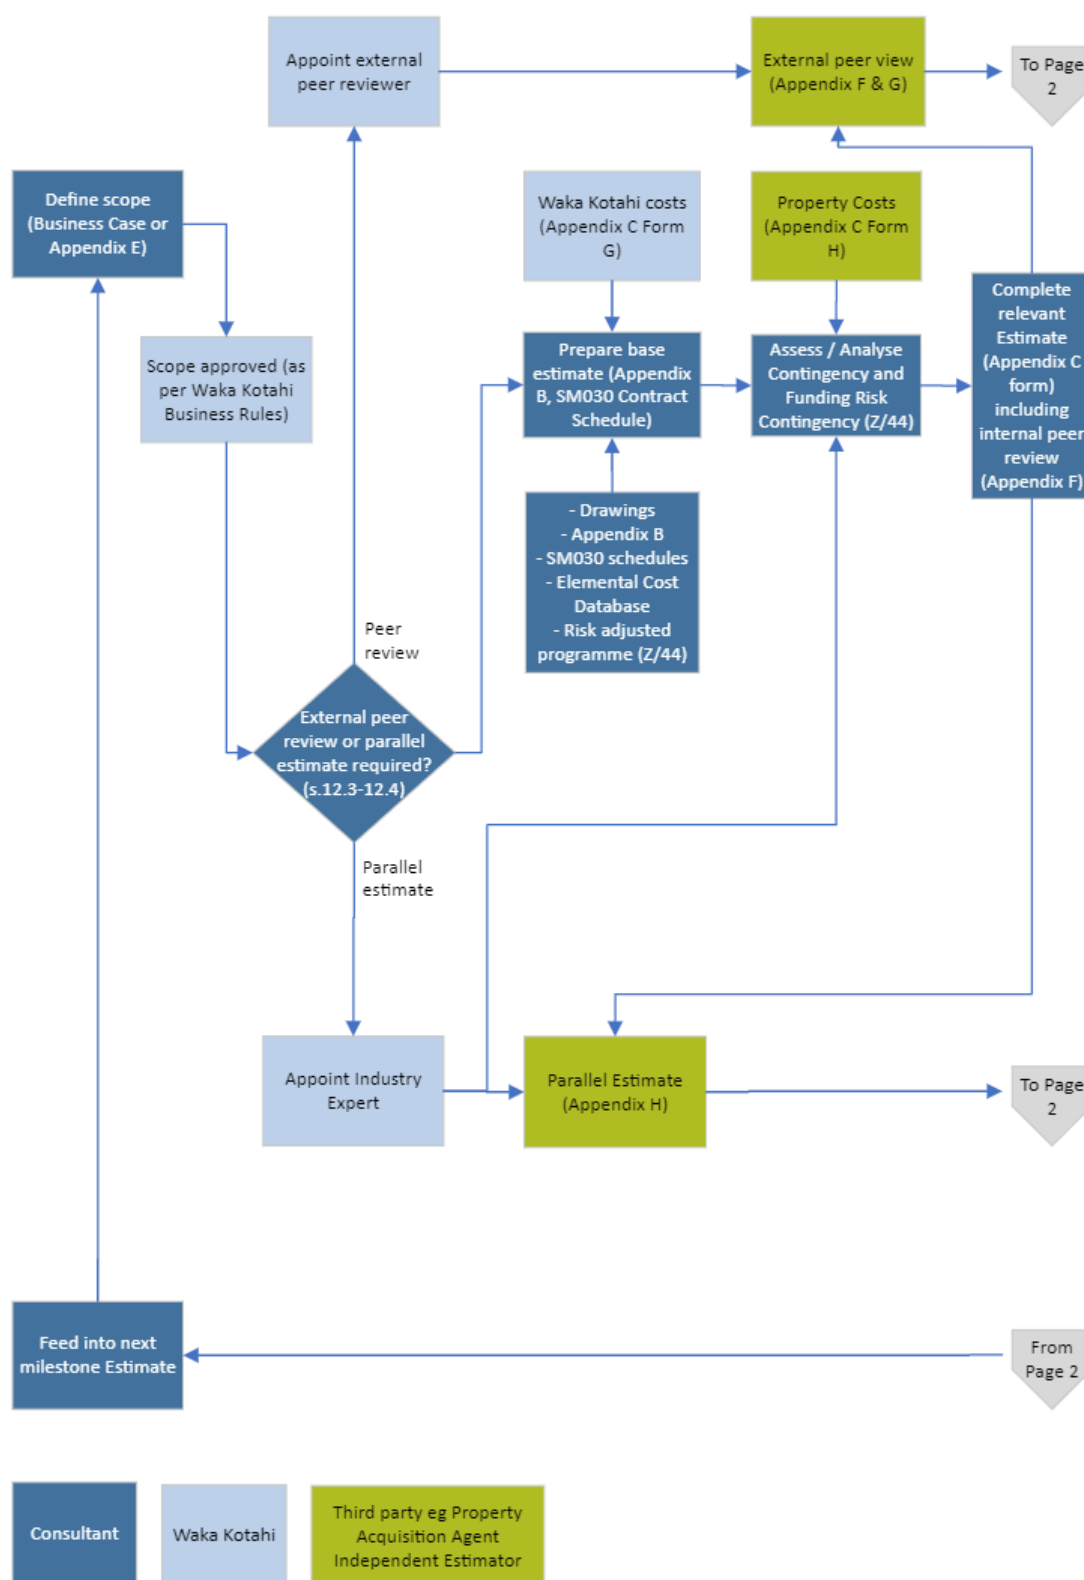 Appoint external
peer reviewer
External peer view
(Appendix F & G)
To Page
2
Define scope
(Business Case or
Appendix E)
Waka Kotahi costs
(Appendix C Form
G)
Property Costs
(Appendix C Form
H)
Scope approved (as
per Waka Kotahi
Business Rules)
Prepare base
estimate (Appendix
B, SM030 Contract
Schedule)
Assess / Analyse
Contingency and
Funding Risk
Contingency (Z/44)
Complete
relevant
Estimate
(Appendix C
form)
including
internal peer
review
(Appendix F)
- Drawings
- Appendix B
- SM030 schedules
- Elemental Cost
Database
- Risk adjusted
programme (Z/44)
Peer
review
External peer
review or parallel
estimate required?
(s.12.3-12.4)
Parallel
estimate
Appoint Industry
Expert
Parallel Estimate
(Appendix H)
To Page
2
Feed into next
milestone Estimate
From
Page 2
Consultant
Waka Kotahi
Third party eg Property
Acquisition Agent
Independent Estimator